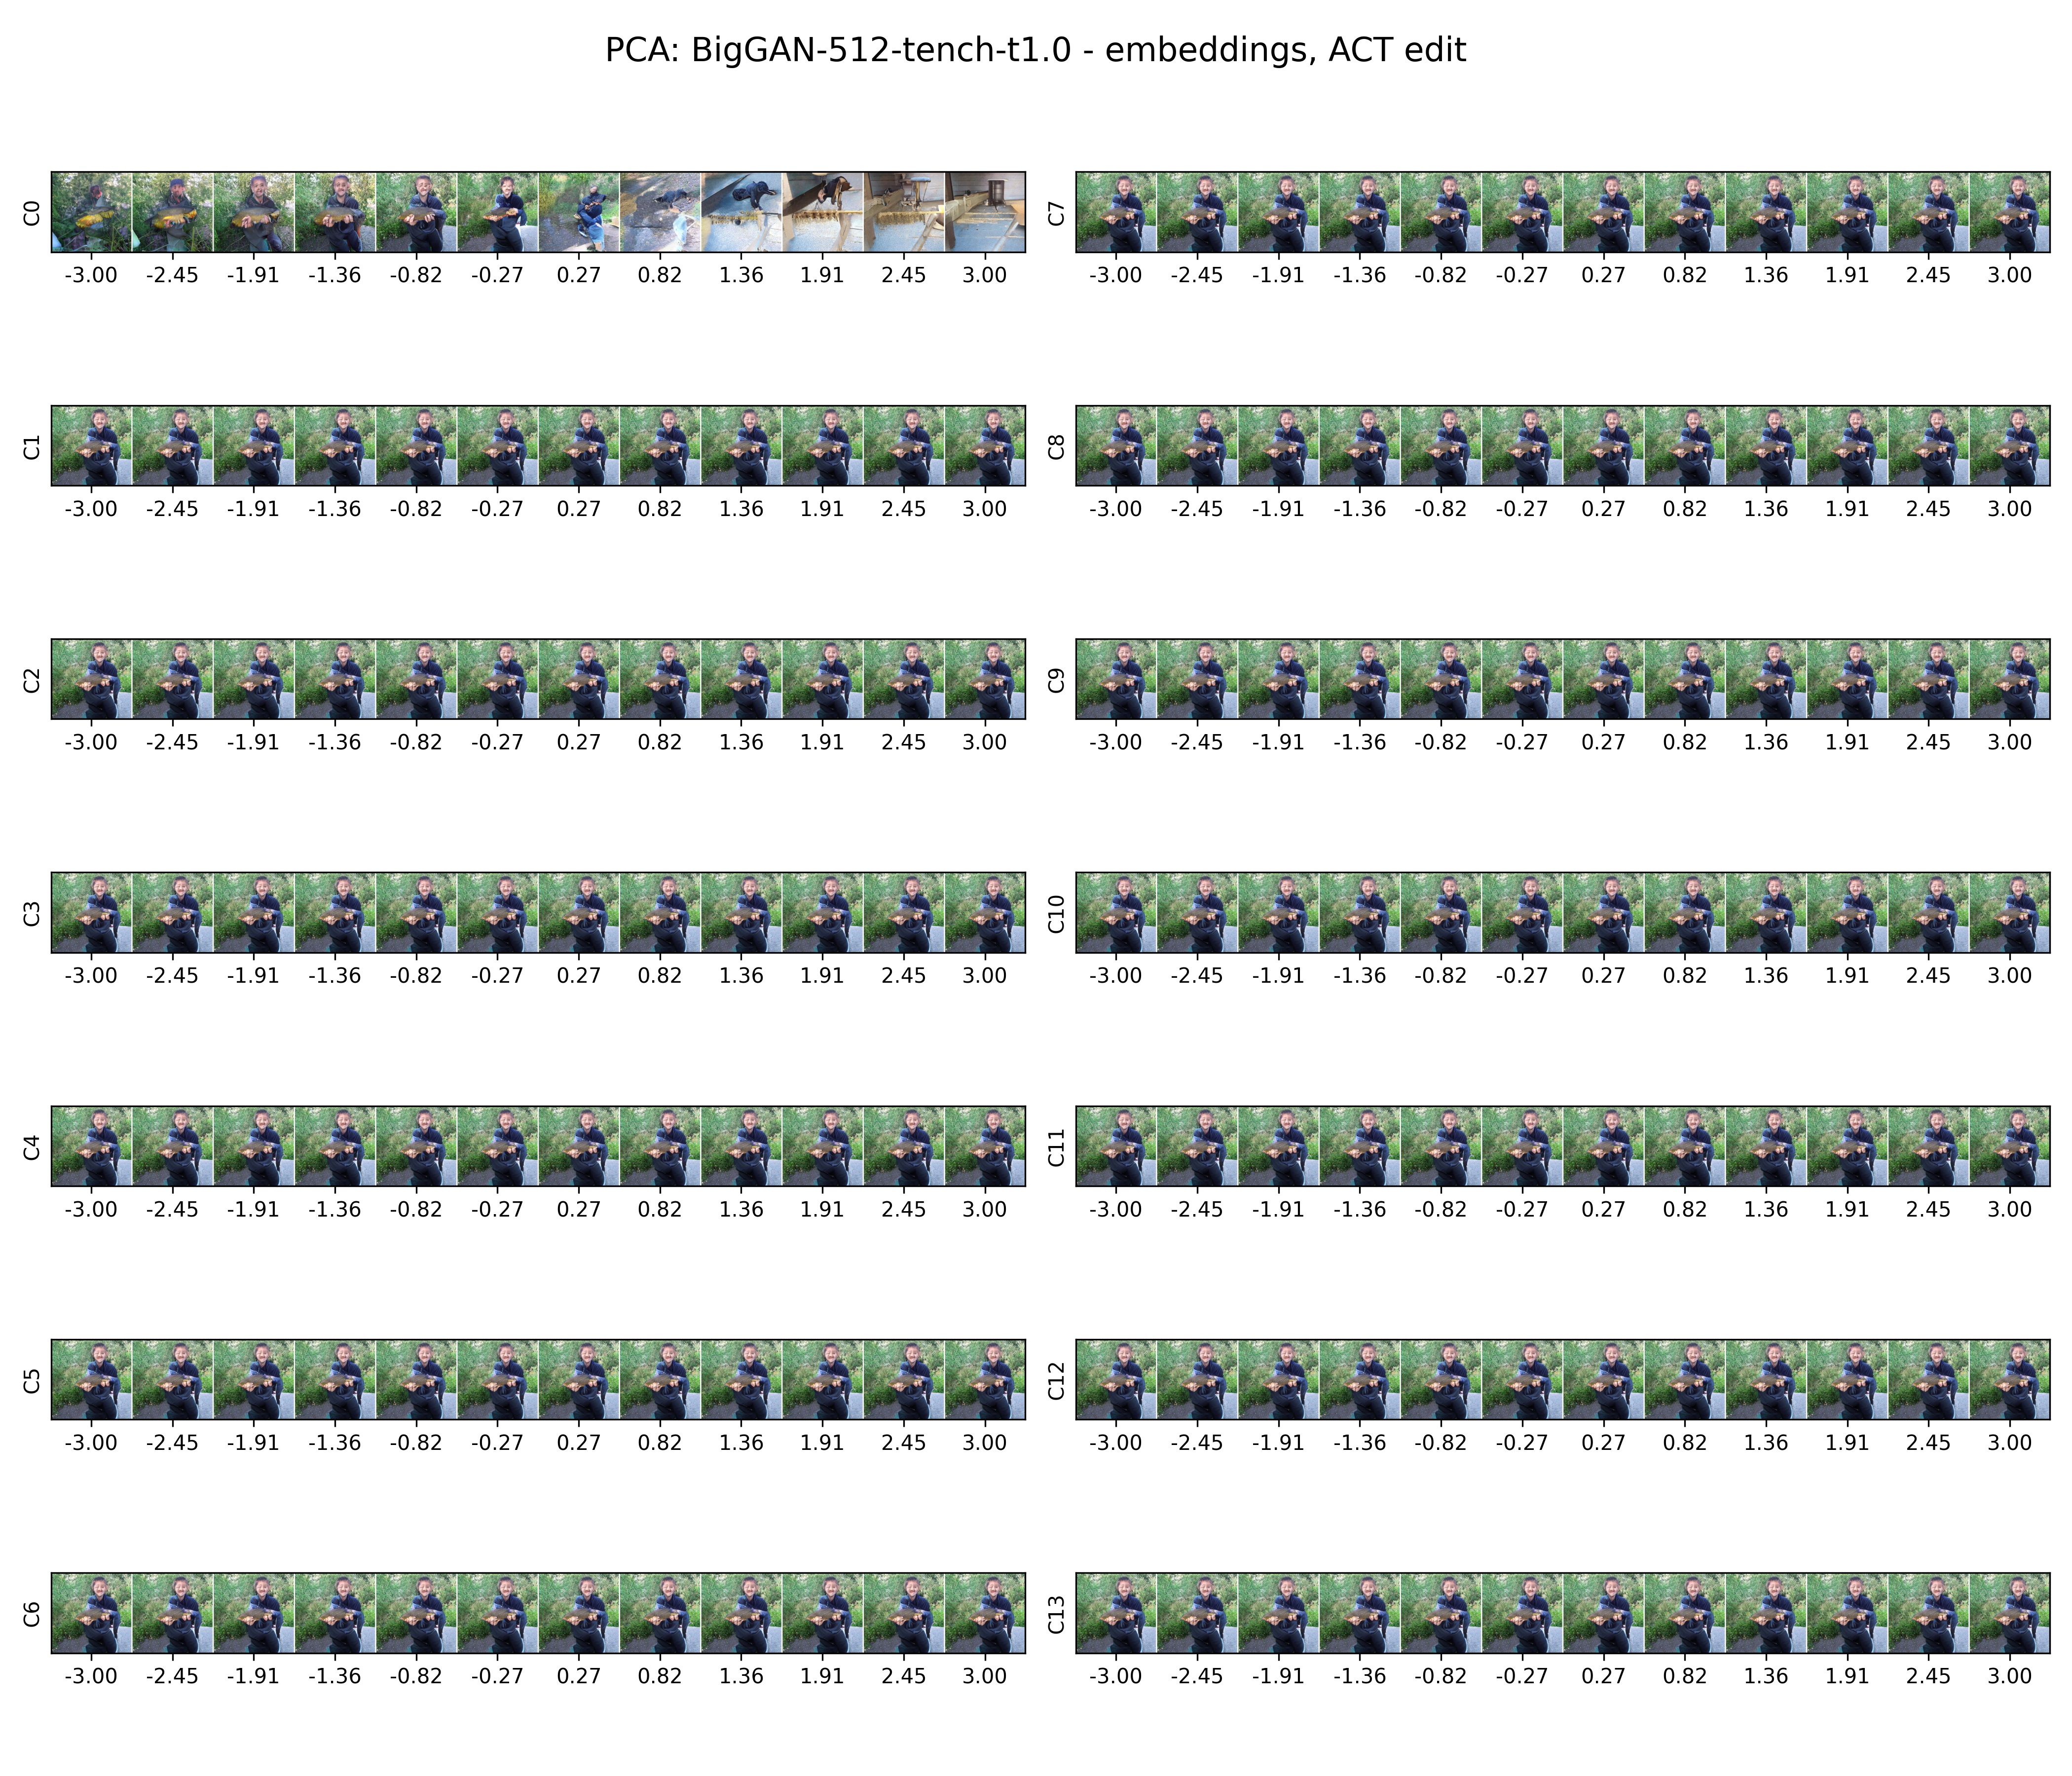 PCA: BigGAN-512-tench-t1.0 - embeddings, ACT edit
C0
-3.00 -2.45 -1.91 -1.36 -0.82 -0.27 0.27 0.82 1.36 1.91 2.45 3.00
C7
-3.00 -2.45 -1.91 -1.36 -0.82 -0.27 0.27 0.82 1.36 1.91 2.45 3.00
C1
-3.00 -2.45 -1.91 -1.36 -0.82 -0.27 0.27 0.82 1.36 1.91 2.45 3.00
C8
-3.00 -2.45 -1.91 -1.36 -0.82 -0.27 0.27 0.82 1.36 1.91 2.45 3.00
C2
-3.00 -2.45 -1.91 -1.36 -0.82 -0.27 0.27 0.82 1.36 1.91 2.45 3.00
C9
-3.00 -2.45 -1.91 -1.36 -0.82 -0.27 0.27 0.82 1.36 1.91 2.45 3.00
C3
-3.00 -2.45 -1.91 -1.36 -0.82 -0.27 0.27 0.82 1.36 1.91 2.45 3.00
C10
-3.00 -2.45 -1.91 -1.36 -0.82 -0.27 0.27 0.82 1.36 1.91 2.45 3.00
C4
-3.00 -2.45 -1.91 -1.36 -0.82 -0.27 0.27 0.82 1.36 1.91 2.45 3.00
C11
-3.00 -2.45 -1.91 -1.36 -0.82 -0.27 0.27 0.82 1.36 1.91 2.45 3.00
C5
-3.00 -2.45 -1.91 -1.36 -0.82 -0.27 0.27 0.82 1.36 1.91 2.45 3.00
C12
-3.00 -2.45 -1.91 -1.36 -0.82 -0.27 0.27 0.82 1.36 1.91 2.45 3.00
C6
-3.00 -2.45 -1.91 -1.36 -0.82 -0.27 0.27 0.82 1.36 1.91 2.45 3.00
C13
-3.00 -2.45 -1.91 -1.36 -0.82 -0.27 0.27 0.82 1.36 1.91 2.45 3.00